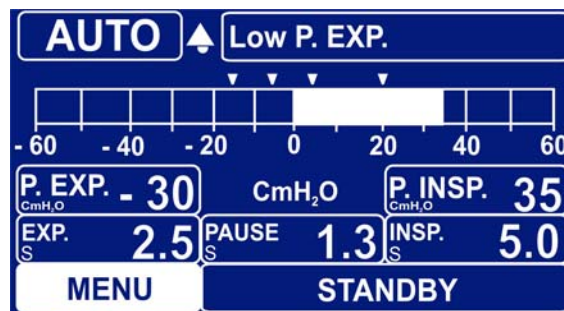 AUTO Low P. EXP.
- 60 - 40 - 20 0 20 40 60
P. EXP. - 30 CmH₂O P. INSP. 35
CmH₂O CmH₂O
EXP. 2.5 PAUSE 1.3 INSP. 5.0
S S S
MENU STANDBY